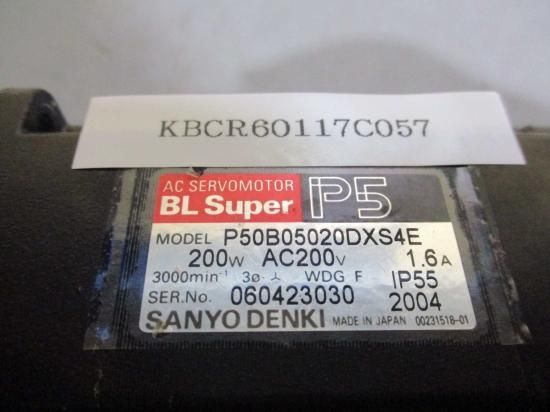 KBCR60117C057
AC SERVOMOTOR
BL Super P5
MODEL P50B05020DXS4E
200W AC200V 1.6A
3000min⁻¹ 3ø 人 WDG F IP55
SER.No. 060423030 2004
SANYO DENKI MADE IN JAPAN 00231518-01